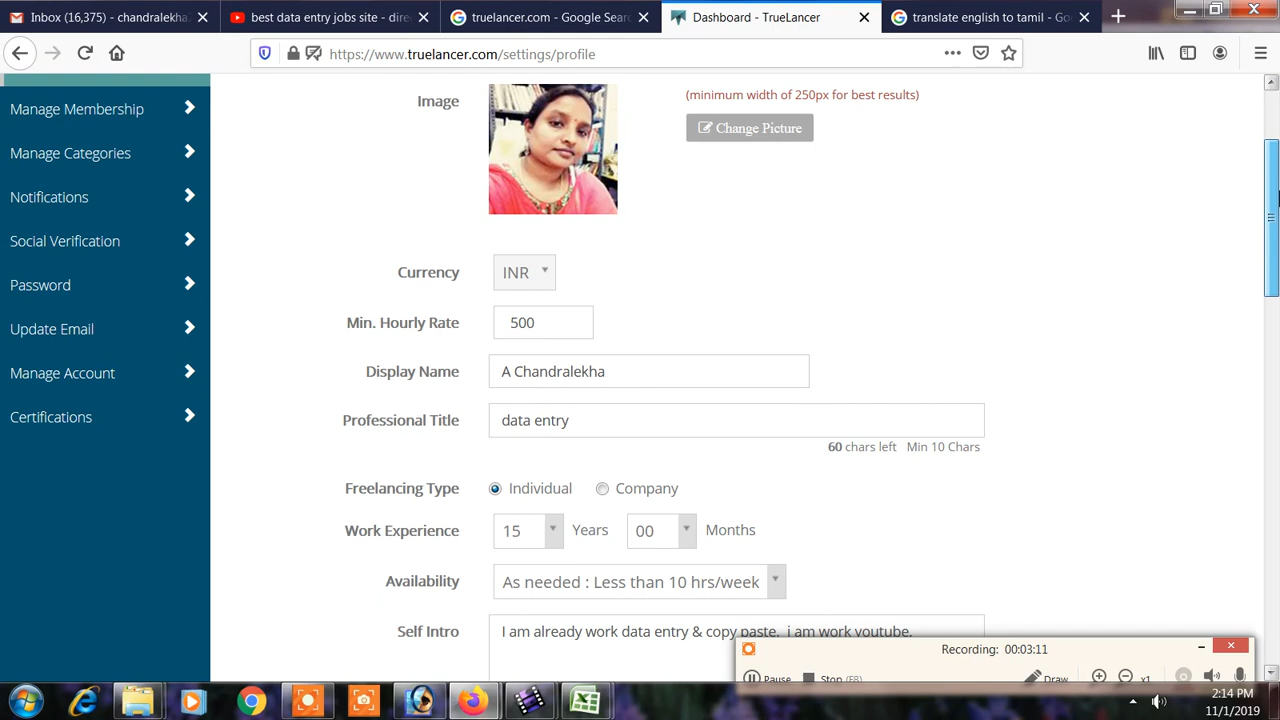 Inbox (16,375) - chandralekha.
best data entry jobs site - dire
truelancer.com - Google Sear
Dashboard - TrueLancer
translate english to tamil - Go
https://www.truelancer.com/settings/profile
Manage Membership
Manage Categories
Notifications
Social Verification
Password
Update Email
Manage Account
Certifications
Image
(minimum width of 250px for best results)
Change Picture
Currency
INR
Min. Hourly Rate
500
Display Name
A Chandralekha
Professional Title
data entry
60 chars left Min 10 Chars
Freelancing Type
Individual
Company
Work Experience
15
Years
00
Months
Availability
As needed : Less than 10 hrs/week
Self Intro
I am already work data entry & copy paste. i am work youtube.
Recording: 00:03:11
Pause
Stop (F8)
Draw
x1
2:14 PM
11/1/2019